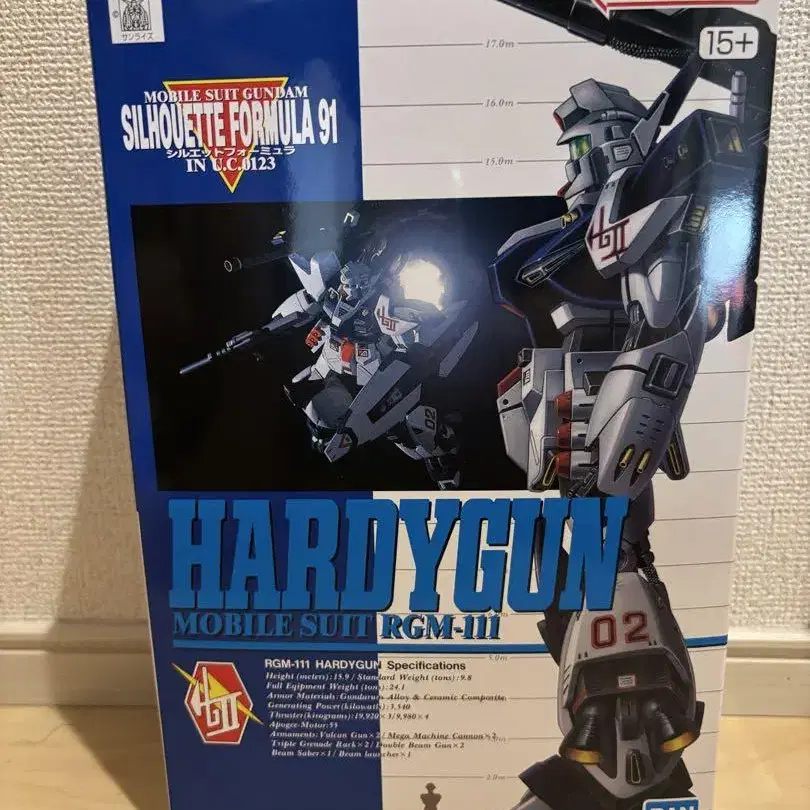 ©
サンライズ
15+
17.0m
16.0m
15.0m
MOBILE SUIT GUNDAM
SILHOUETTE FORMULA 91
シルエットフォーミュラ
IN U.C.0123
02
HARDYGUN
MOBILE SUIT RGM-111
02
RGM-111 HARDYGUN Specifications
Height (meters):15.9 / Standard Weight (tons):9.8
Full Eqipment Weight (tons):24.1
Armor Materials: Gundarum Alloy & Ceramic Composite
Generating Power(kilowatts):3,540
Thruster(kilograms):19,920×3/9,980×4
Apogee-Motor:55
Armaments: Vulcan Gun×2/ Mega Machine Cannon×2
Triple Grenade Rack×2/ Double Beam Gun×2
Beam Saber×1/ Beam launcher×1
BAN